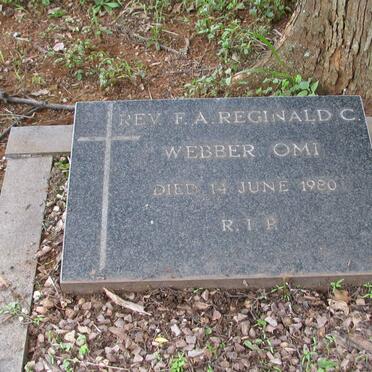 REV. F. A. REGINALD C.
WEBBER OMI
DIED 14 JUNE 1980
R. I. P.